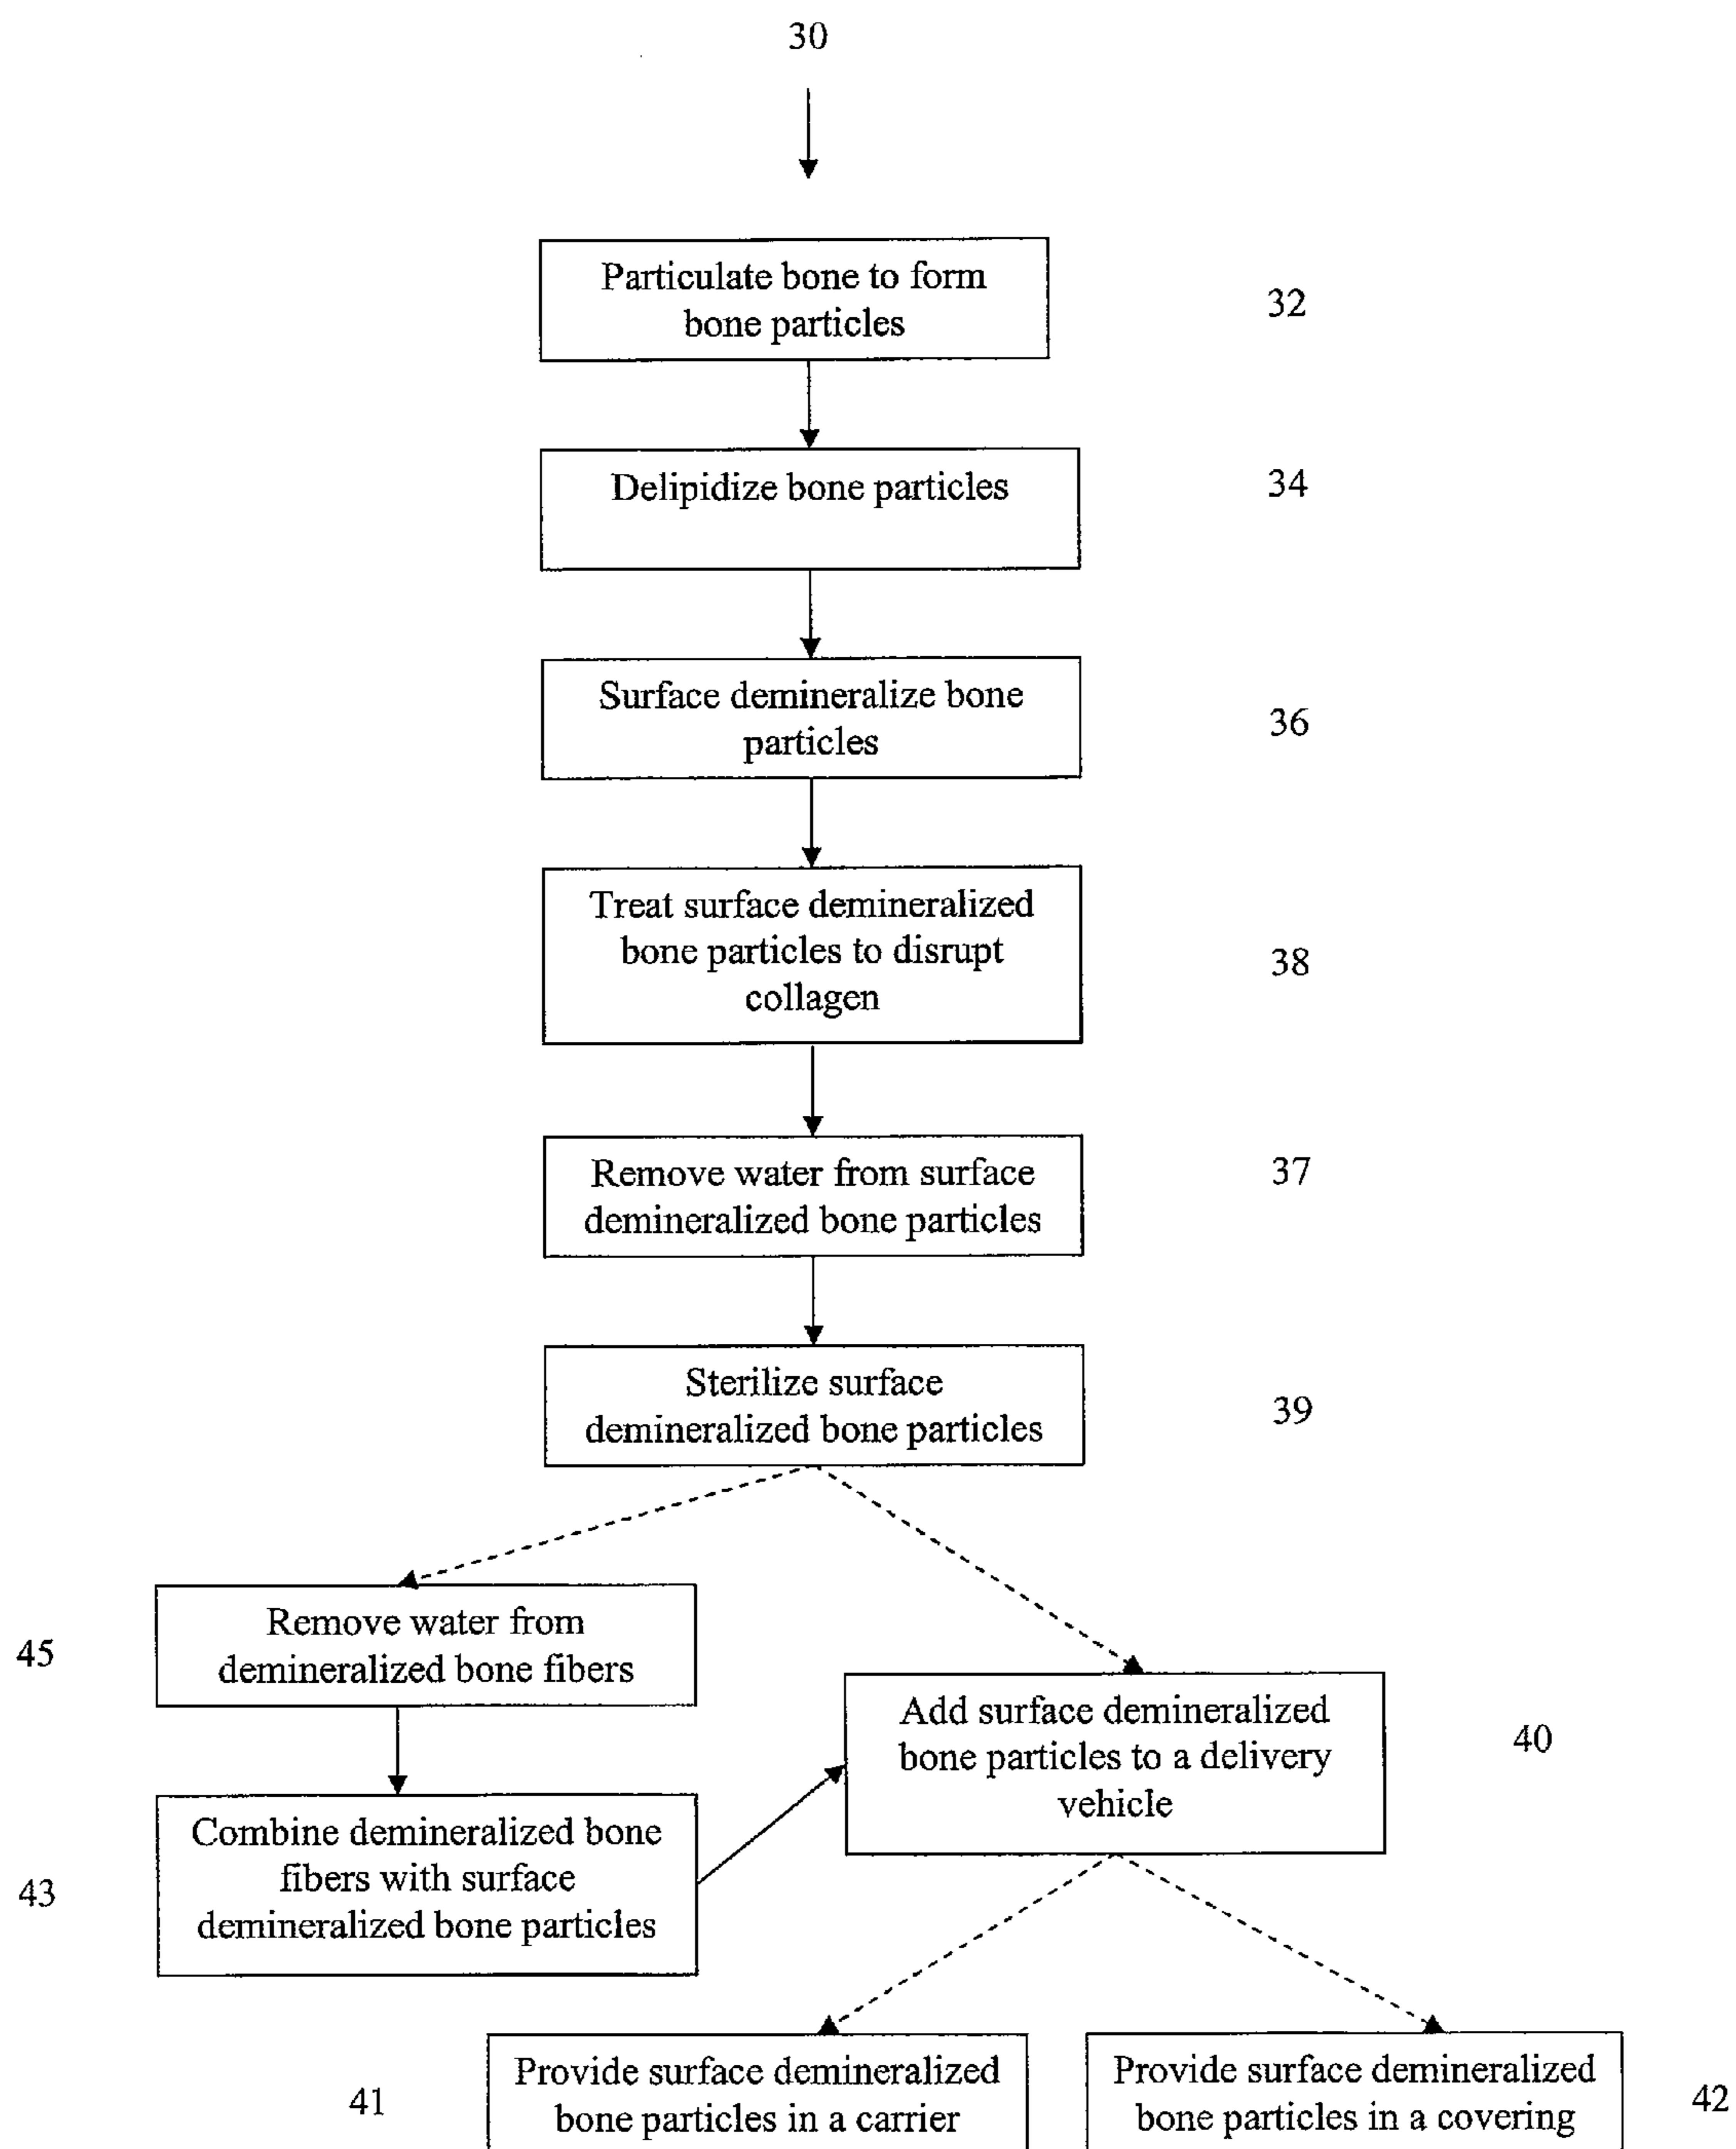 30
Particulate bone to form
bone particles
32
Delipidize bone particles
34
Surface demineralize bone
particles
36
Treat surface demineralized
bone particles to disrupt
collagen
38
Remove water from surface
demineralized bone particles
37
Sterilize surface
demineralized bone particles
39
Remove water from
demineralized bone fibers
45
Add surface demineralized
bone particles to a delivery
vehicle
40
Combine demineralized bone
fibers with surface
demineralized bone particles
43
Provide surface demineralized
bone particles in a carrier
41
Provide surface demineralized
bone particles in a covering
42